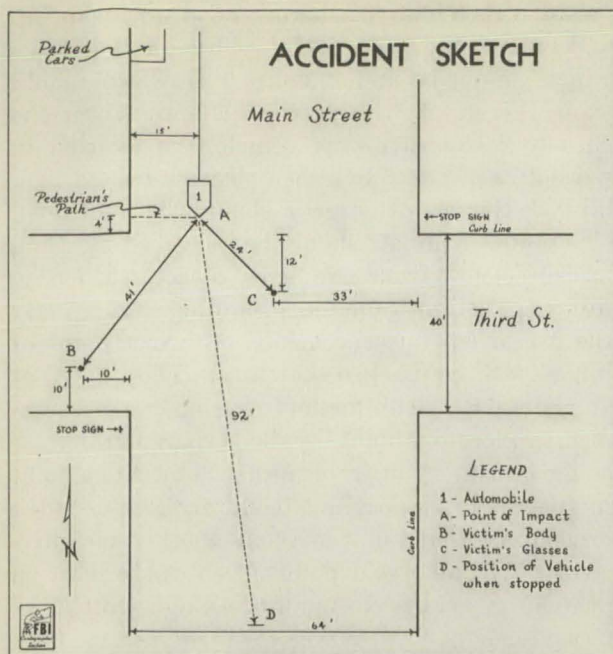 Parked
Cars
ACCIDENT SKETCH
Main Street
15'
Pedestrian's
Path
1
A
4'
←STOP SIGN
Curb Line
24'
12'
41'
C
33'
40'
Third St.
B
10'
10'
92'
STOP SIGN→
LEGEND
1 - Automobile
A - Point of Impact
B - Victim's Body
C - Victim's Glasses
D - Position of Vehicle
when stopped
Curb Line
N
D
64'
FBI